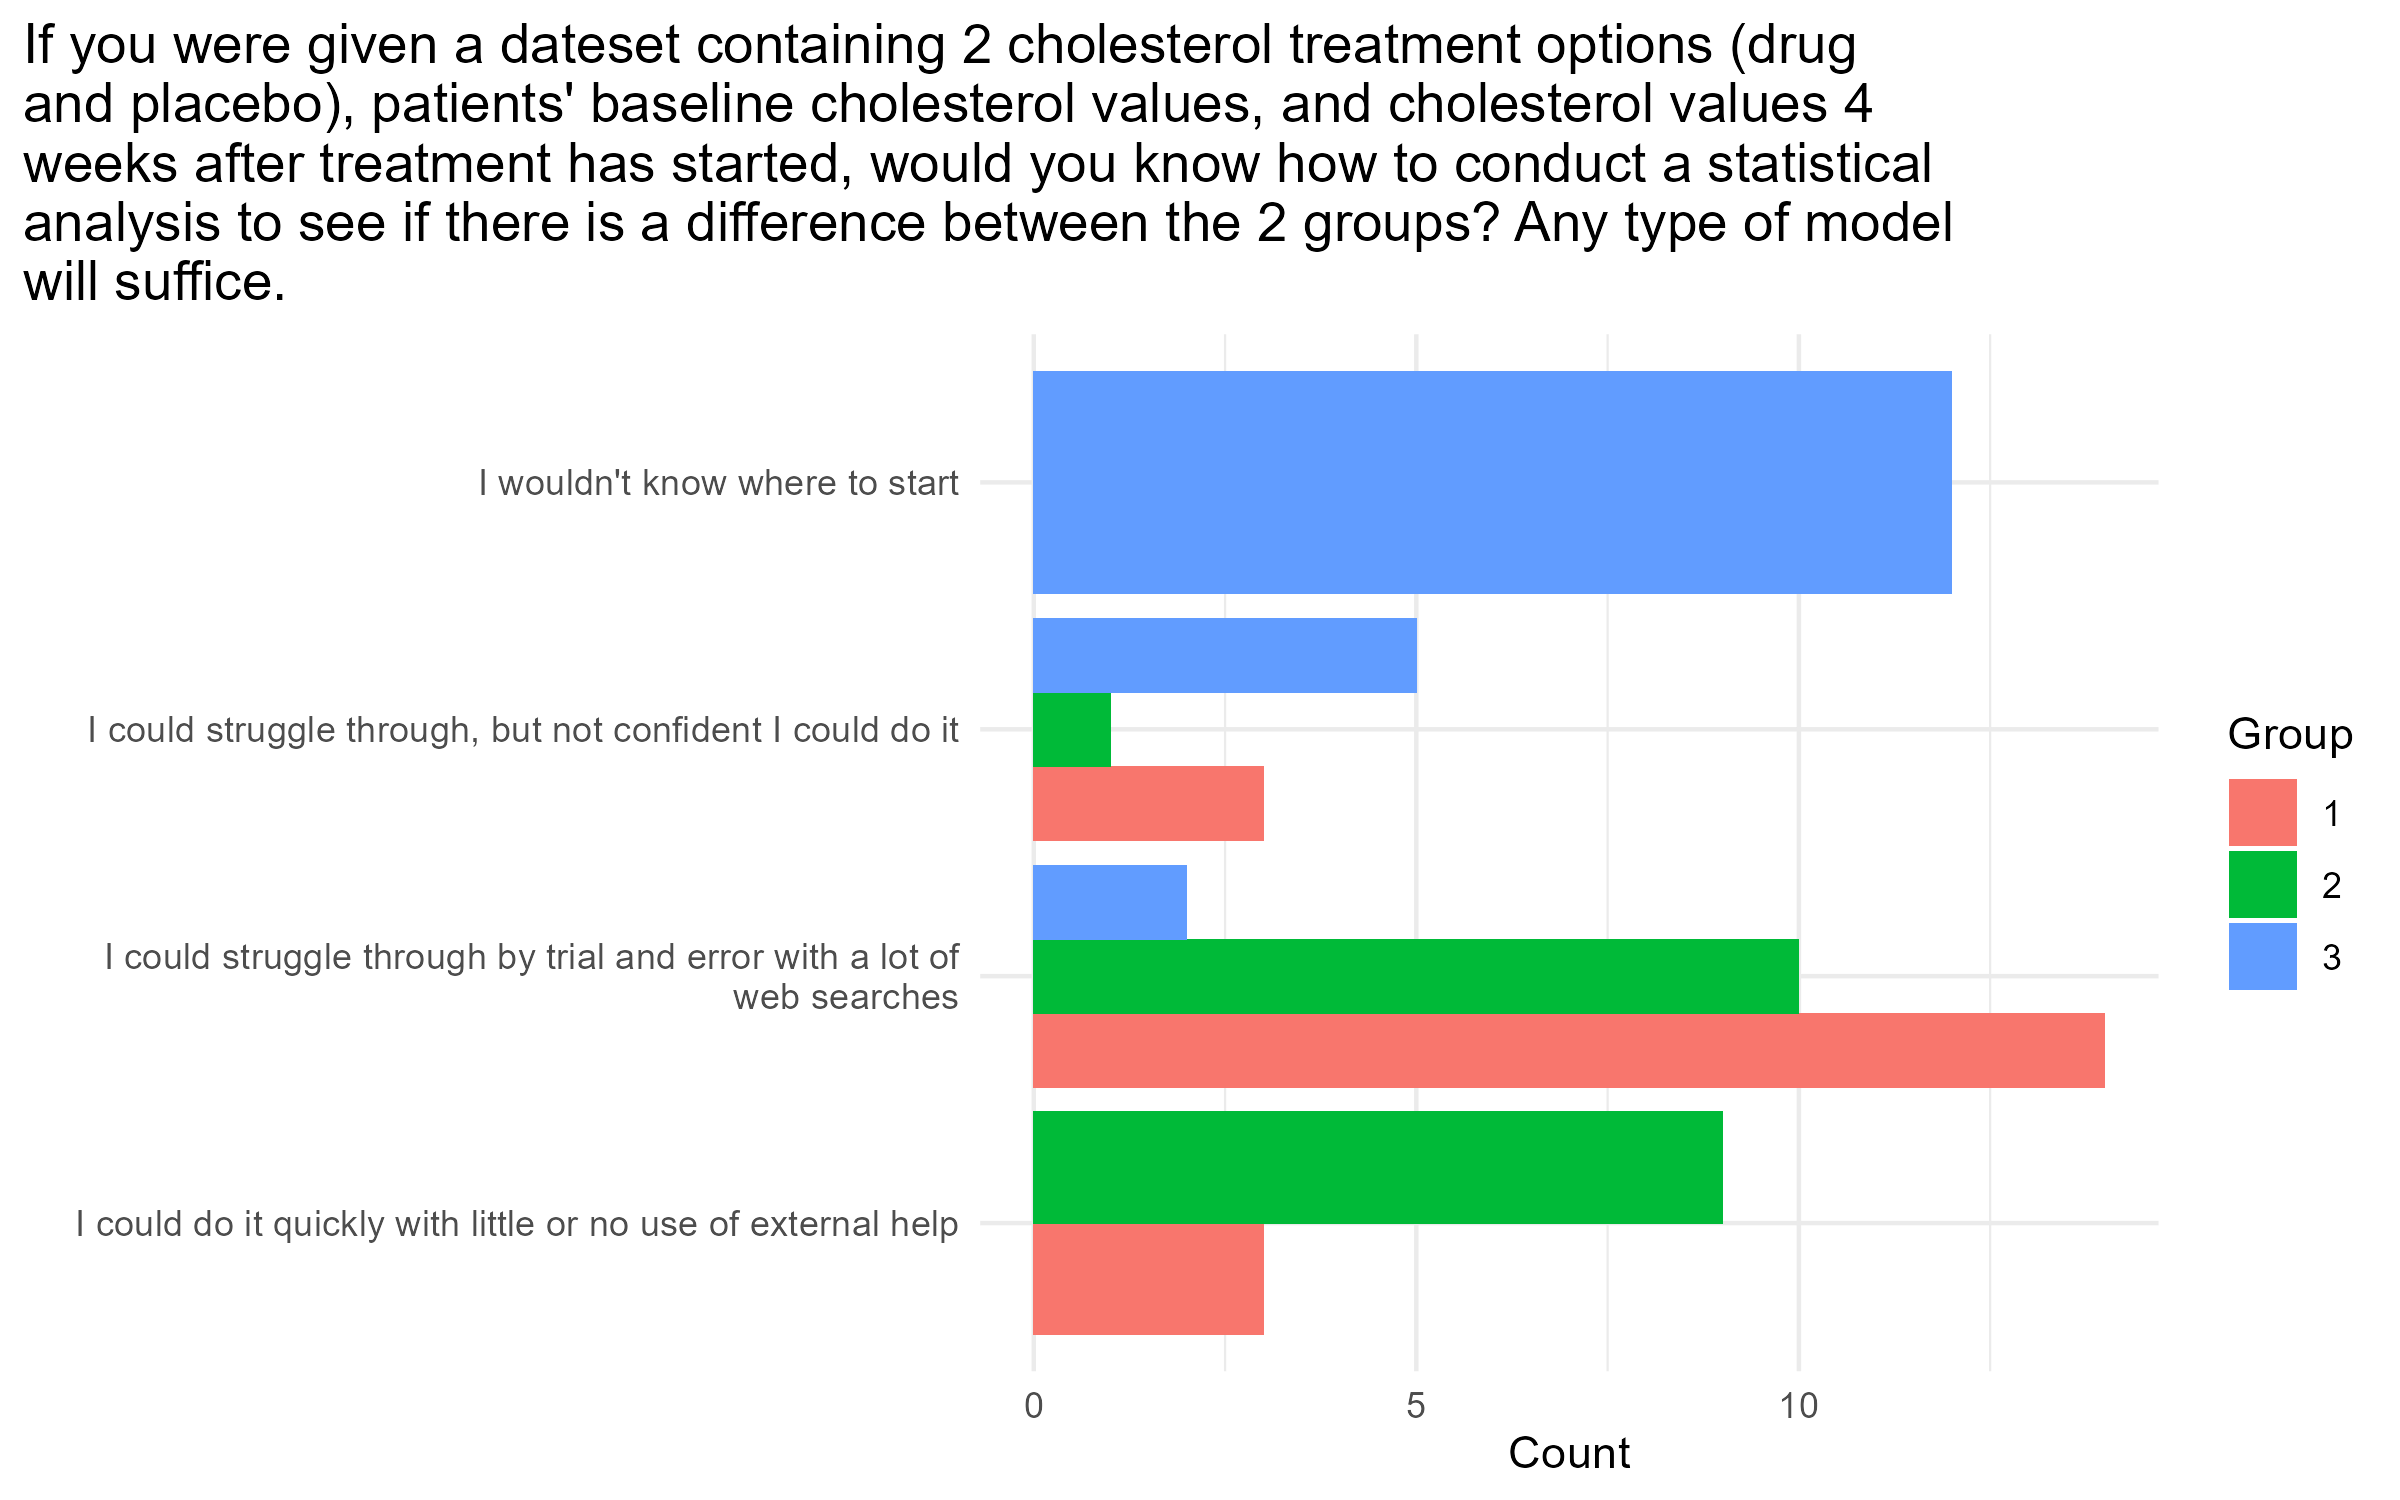 If you were given a dateset containing 2 cholesterol treatment options (drug
and placebo), patients' baseline cholesterol values, and cholesterol values 4
weeks after treatment has started, would you know how to conduct a statistical
analysis to see if there is a difference between the 2 groups? Any type of model
will suffice.
I wouldn't know where to start
I could struggle through, but not confident I could do it
I could struggle through by trial and error with a lot of
web searches
I could do it quickly with little or no use of external help
0
5
10
Count
Group
1
2
3